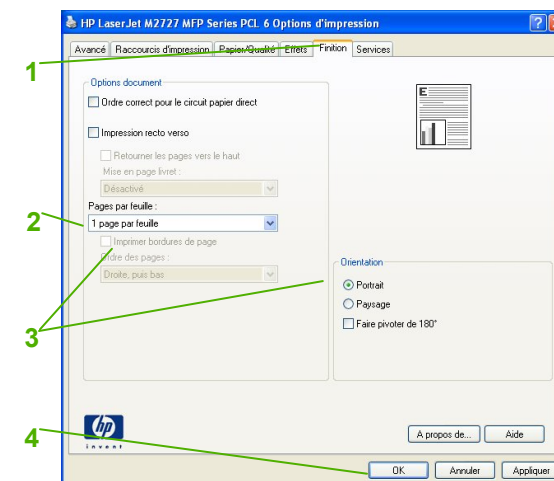 HP LaserJet M2727 MFP Series PCL 6 Options d'impression
Avancé Raccourcis d'impression Papier/Qualité Effets Finition Services
1
Options document
Ordre correct pour le circuit papier direct
E
Impression recto verso
Retourner les pages vers le haut
Mise en page livret :
Désactivé
Pages par feuille :
2
1 page par feuille
Imprimer bordures de page
Ordre des pages :
Droite, puis bas
Orientation
Portrait
Paysage
Faire pivoter de 180°
3
hp
invent
4
A propos de... Aide
OK Annuler Appliquer